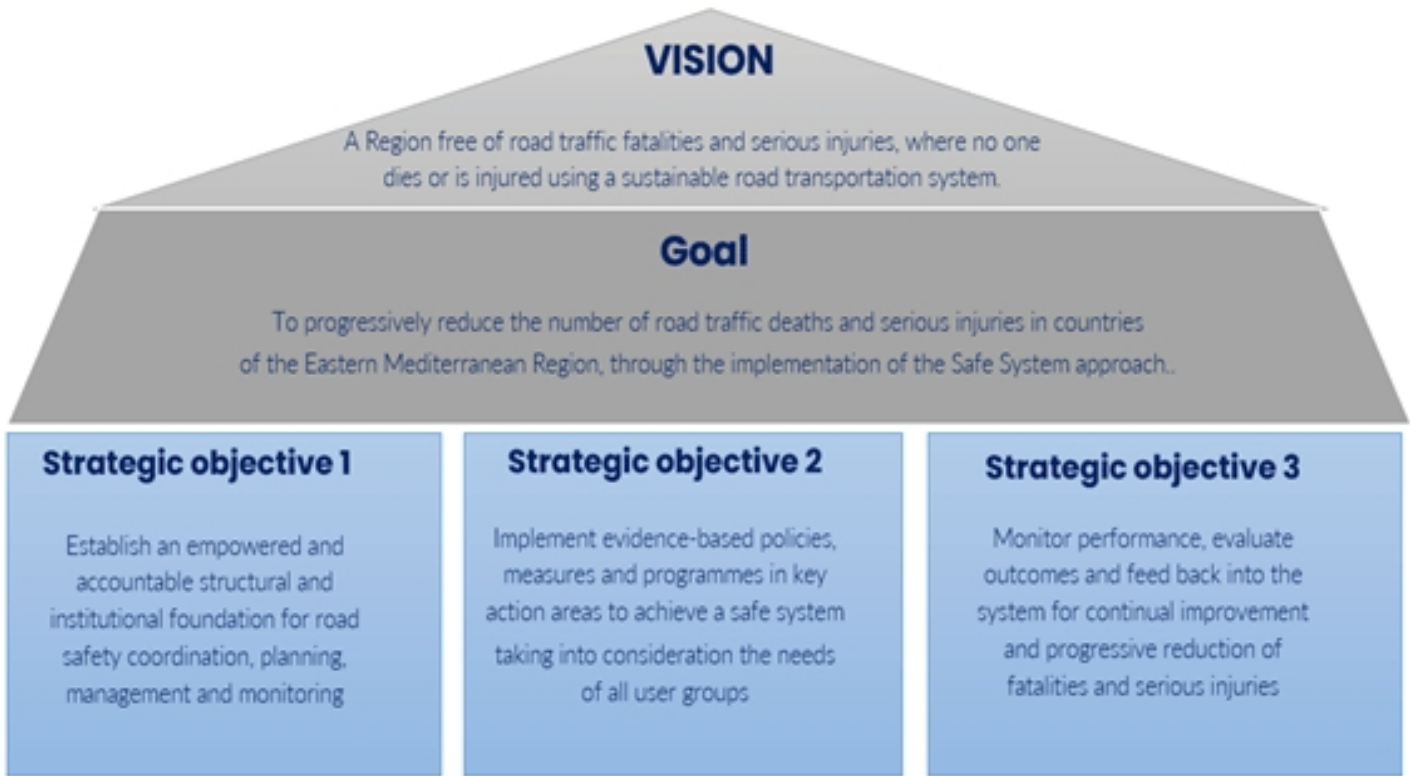 VISION
A Region free of road traffic fatalities and serious injuries, where no one
dies or is injured using a sustainable road transportation system.
Goal
To progressively reduce the number of road traffic deaths and serious injuries in countries
of the Eastern Mediterranean Region, through the implementation of the Safe System approach..
Strategic objective 1
Establish an empowered and
accountable structural and
institutional foundation for road
safety coordination, planning,
management and monitoring
Strategic objective 2
Implement evidence-based policies,
measures and programmes in key
action areas to achieve a safe system
taking into consideration the needs
of all user groups
Strategic objective 3
Monitor performance, evaluate
outcomes and feed back into the
system for continual improvement
and progressive reduction of
fatalities and serious injuries